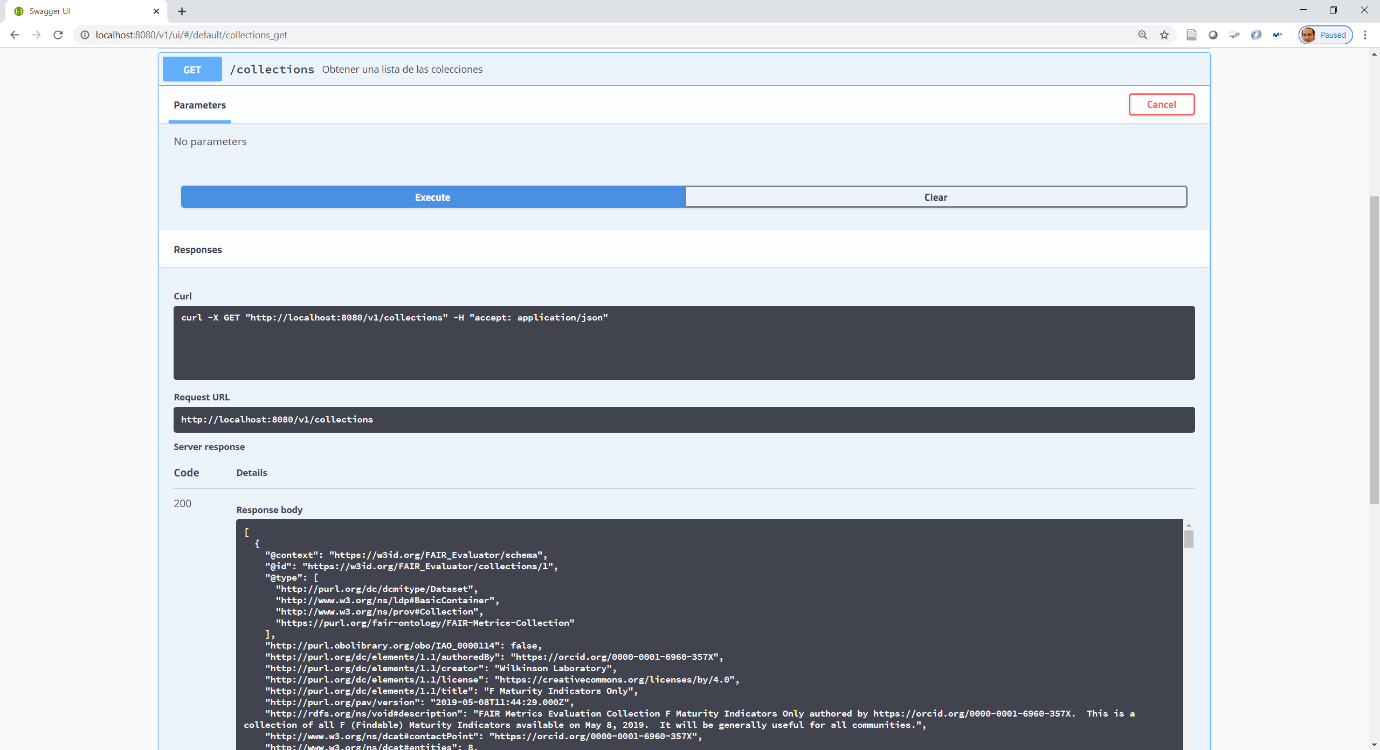 Swagger UI
localhost:8080/v1/ui/#/default/collections_get
Paused
GET /collections Obtener una lista de las colecciones
Parameters
Cancel
No parameters
Execute
Clear
Responses
Curl
curl -X GET "http://localhost:8080/v1/collections" -H "accept: application/json"
Request URL
http://localhost:8080/v1/collections
Server response
Code Details
200
Response body
[
{
"@context": "https://w3id.org/FAIR_Evaluator/schema",
"@id": "https://w3id.org/FAIR_Evaluator/collections/1",
"@type": [
"http://purl.org/dc/dcmitype/Dataset",
"http://www.w3.org/ns/ldp#BasicContainer",
"http://www.w3.org/ns/prov#Collection",
"https://purl.org/fair-ontology/FAIR-Metrics-Collection"
],
"http://purl.obolibrary.org/obo/IAO_0000114": false,
"http://purl.org/dc/elements/1.1/authoredBy": "https://orcid.org/0000-0001-6960-357X",
"http://purl.org/dc/elements/1.1/creator": "Wilkinson Laboratory",
"http://purl.org/dc/elements/1.1/license": "https://creativecommons.org/licenses/by/4.0",
"http://purl.org/dc/elements/1.1/title": "F Maturity Indicators Only",
"http://purl.org/pav/version": "2019-05-08T11:44:29.000Z",
"http://rdfs.org/ns/void#description": "FAIR Metrics Evaluation Collection F Maturity Indicators Only authored by https://orcid.org/0000-0001-6960-357X. This is a
collection of all F (Findable) Maturity Indicators available on May 8, 2019. It will be generally useful for all communities.",
"http://www.w3.org/ns/dcat#contactPoint": "https://orcid.org/0000-0001-6960-357X",
"http://www.w3.org/ns/dcat#entities": 8,